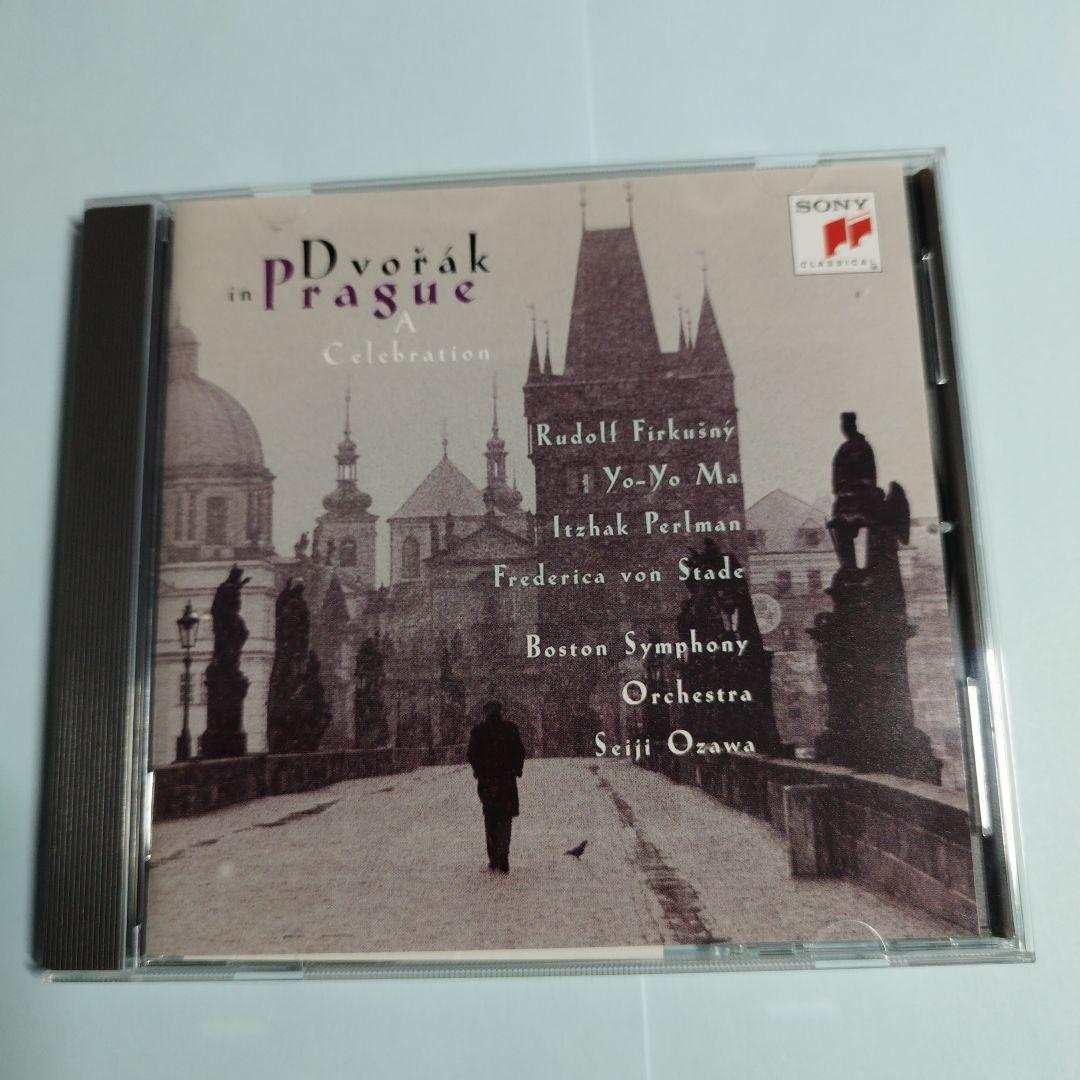 Dvořák
in Prague
A
Celebration
SONY
CLASSICAL
Rudolf Firkušný
Yo-Yo Ma
Itzhak Perlman
Frederica von Stade
Boston Symphony
Orchestra
Seiji Ozawa